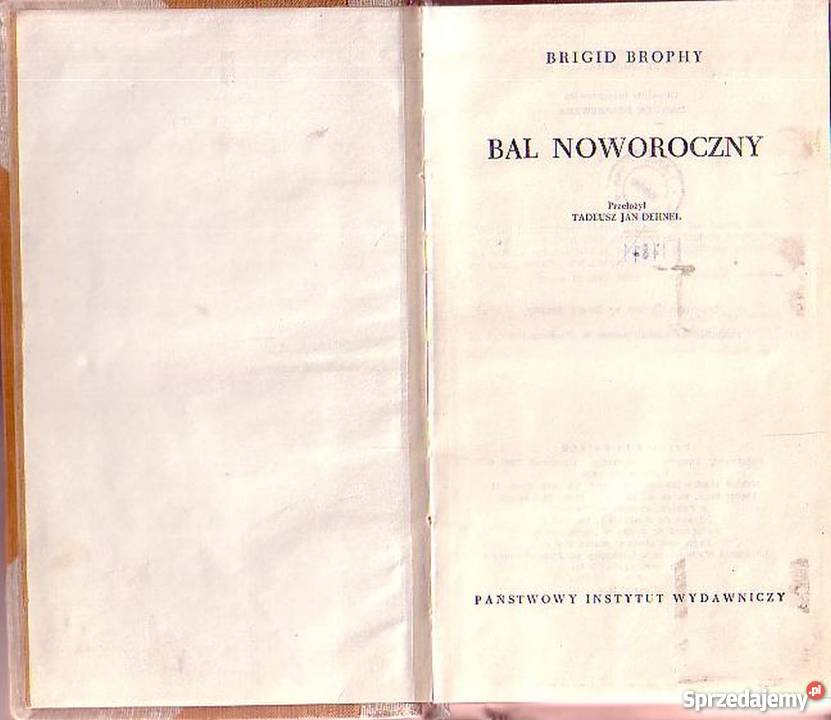 BRIGID BROPHY
BAL NOWOROCZNY
Przełożył
TADEUSZ JAN DEHNEL
PAŃSTWOWY INSTYTUT WYDAWNICZY
Sprzedajemy.pl